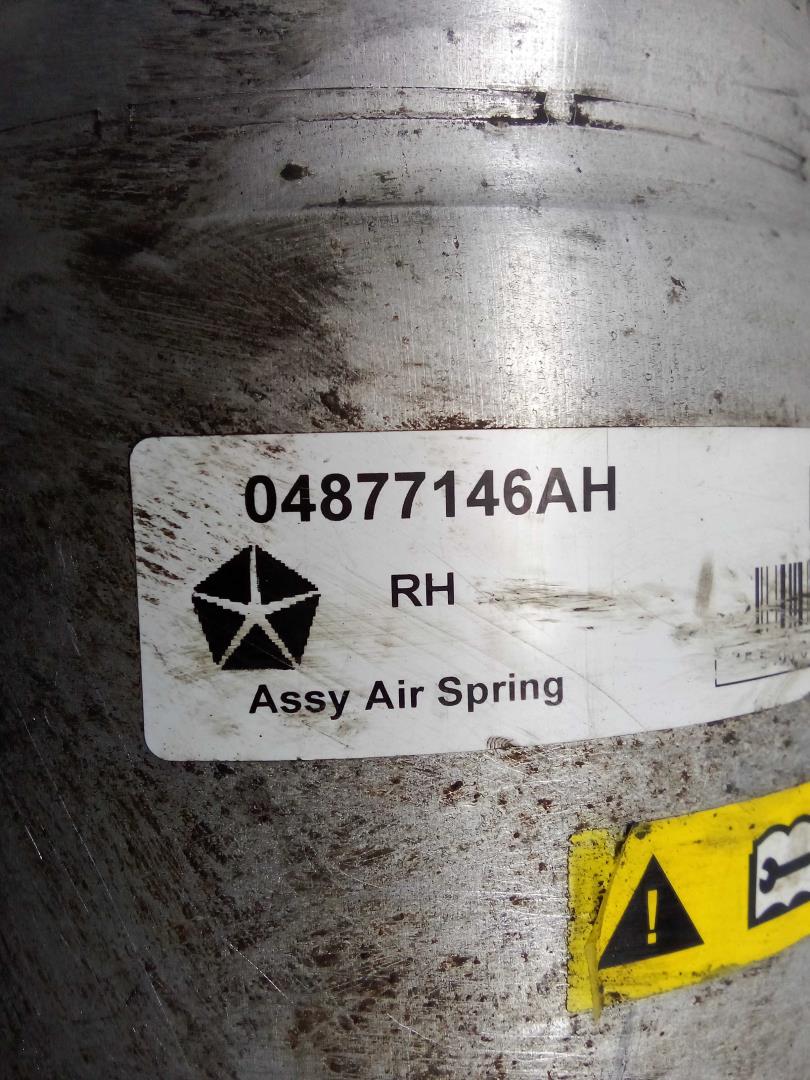 04877146AH
RH
Assy Air Spring
!